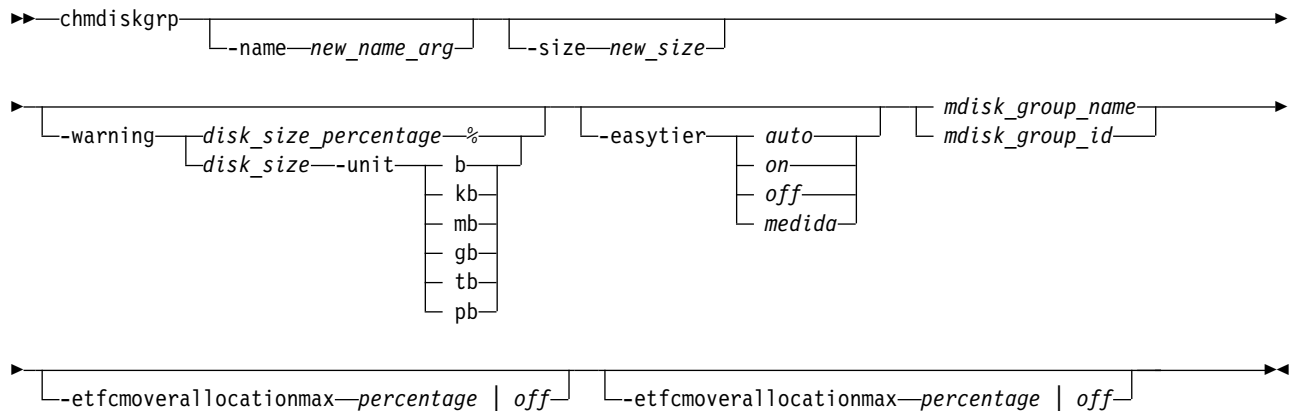 chmdiskgrp
-name new_name_arg -size new_size
-warning disk_size_percentage % -easytier auto mdisk_group_name
disk_size -unit b on mdisk_group_id
kb off
mb medida
gb
tb
pb
-etfcmoverallocationmax percentage | off -etfcmoverallocationmax percentage | off